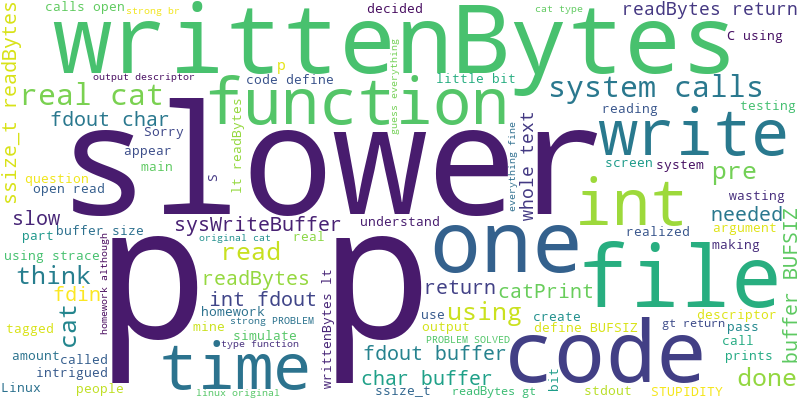 calls open
strong br
decided
cat type
readBytes return
writtenBytes
C using
output descriptor
code define
p
little bit
system calls
real cat
function
ssize_t readBytes
guess everything
testing
fdout char
Sorry
slower
reading
write
appear
main
lt readBytes
s
everything fine
whole text
screen
system
pre
question
open read
int
wasting
needed
slow
sysWriteBuffer
understand
one
realized
argument
part
buffer size
original cat
real
making
using strace
read
file
think
homework although
p p
readBytes
return
catPrint
buffer BUFSIZ
fdin
int fdout
writtenBytes lt
use
using
create
descriptor
tagged
cat
homework
mine
strong PROBLEM
output
define BUFSIZ
gt return
pass
amount
called
simulate
type function
PROBLEM SOLVED
code
call
prints
intrigued
time
fdout buffer
bit
done
Linux
people
linux original
char buffer
ssize_t
readBytes gt
stdout
STUPIDITY